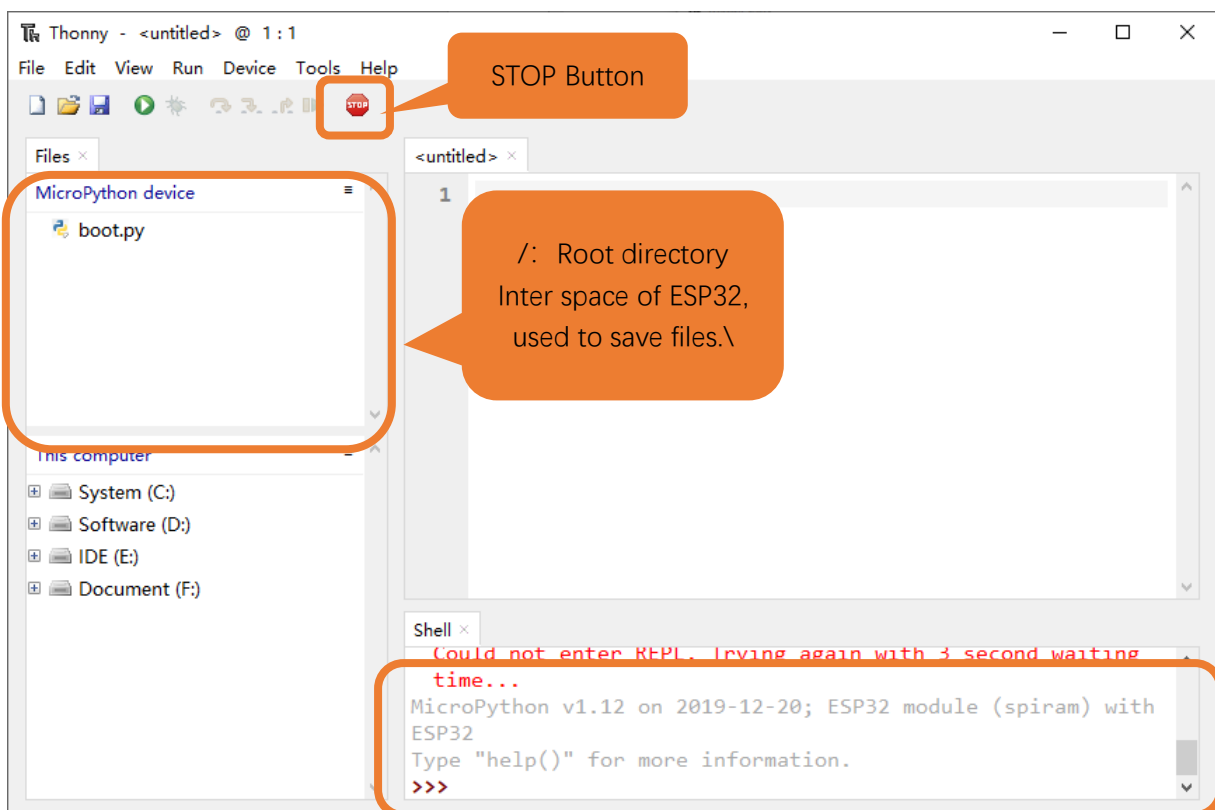 Thonny - <untitled> @ 1:1
File Edit View Run Device Tools Help
STOP Button
STOP
Files
<untitled>
MicroPython device
1
boot.py
/: Root directory
Inter space of ESP32,
used to save files.\
This computer
System (C:)
Software (D:)
IDE (E:)
Document (F:)
Shell
Could not enter REPL. Trying again with 3 second waiting
time...
MicroPython v1.12 on 2019-12-20; ESP32 module (spiram) with
ESP32
Type "help()" for more information.
>>>